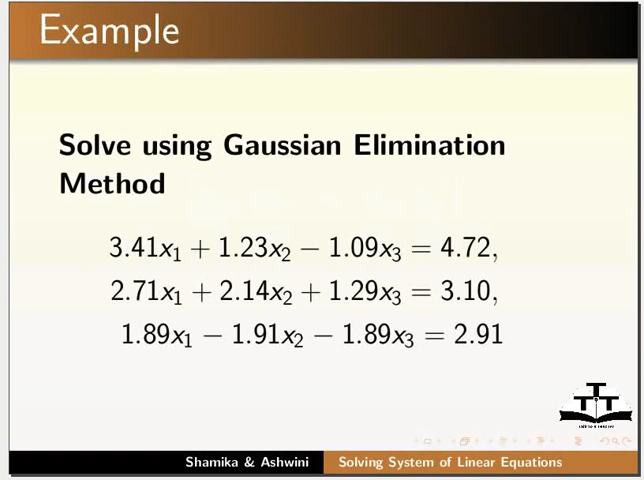 Example
Solve using Gaussian Elimination
Method
3.41x₁ + 1.23x₂ − 1.09x₃ = 4.72,
2.71x₁ + 2.14x₂ + 1.29x₃ = 3.10,
1.89x₁ − 1.91x₂ − 1.89x₃ = 2.91
TTT
Shamika & Ashwini Solving System of Linear Equations